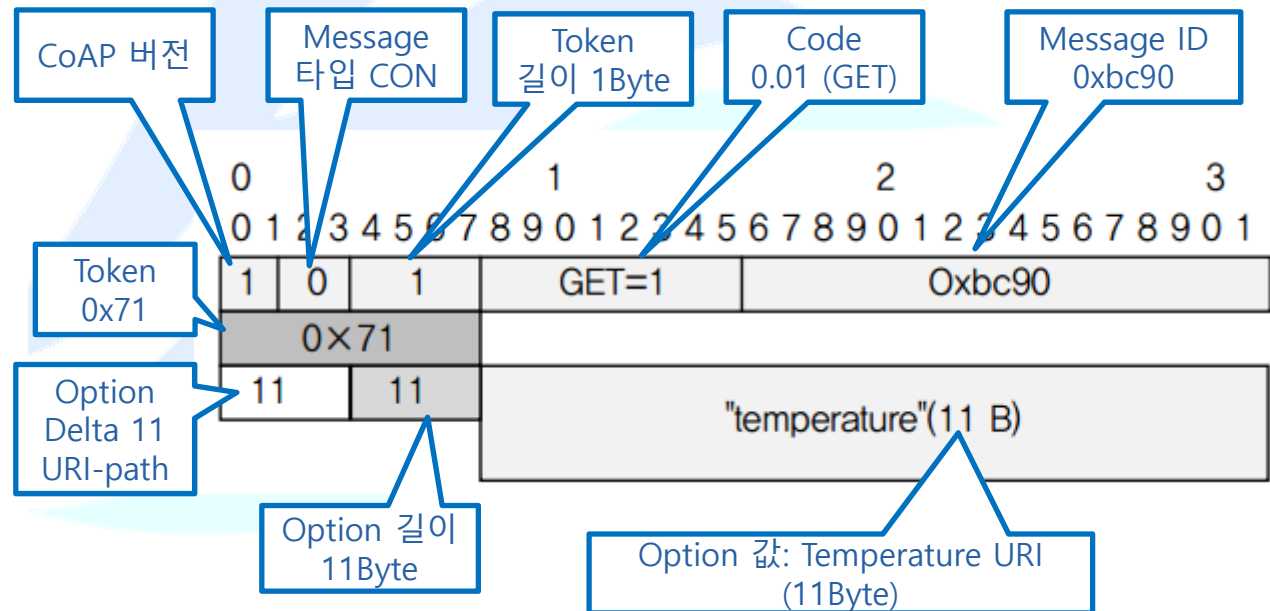 CoAP 버전
Message
타입 CON
Token
길이 1Byte
Code
0.01 (GET)
Message ID
0xbc90
0 1 2 3
0 1 2 3 4 5 6 7 8 9 0 1 2 3 4 5 6 7 8 9 0 1 2 3 4 5 6 7 8 9 0 1
Token
0x71
1 0 1 GET=1 Oxbc90
0×71
Option
Delta 11
URI-path
11 11 "temperature"(11 B)
Option 길이
11Byte
Option 값: Temperature URI
(11Byte)